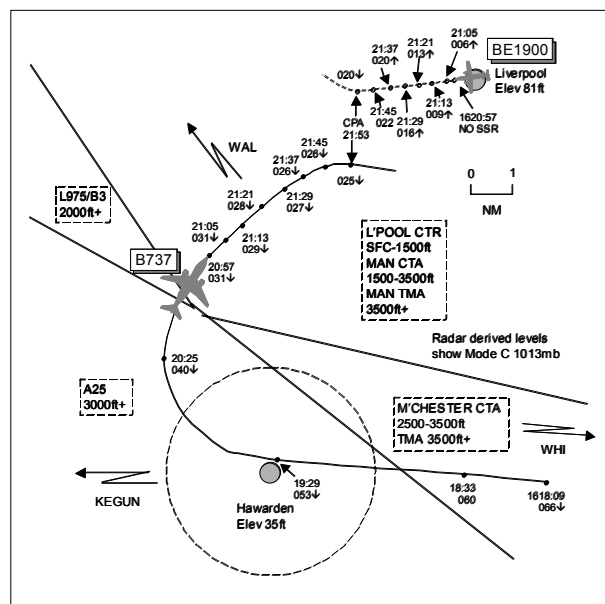 BE1900
Liverpool
Elev 81ft
21:05
006↑
21:21
013↑
21:37
020↑
020↓
21:45
022
21:29
016↑
21:13
009↑
1620:57
NO SSR
CPA
21:53
0 1
NM
WAL
21:45
026↓
21:37
026↓
025↓
21:21
028↓
21:29
027↓
21:05
031↓
21:13
029↓
20:57
031↓
L975/B3
2000ft+
B737
L'POOL CTR
SFC-1500ft
MAN CTA
1500-3500ft
MAN TMA
3500ft+
Radar derived levels
show Mode C 1013mb
20:25
040↓
A25
3000ft+
M'CHESTER CTA
2500-3500ft
TMA 3500ft+
WHI
KEGUN
19:29
053↓
Hawarden
Elev 35ft
18:33
060
1618:09
066↓